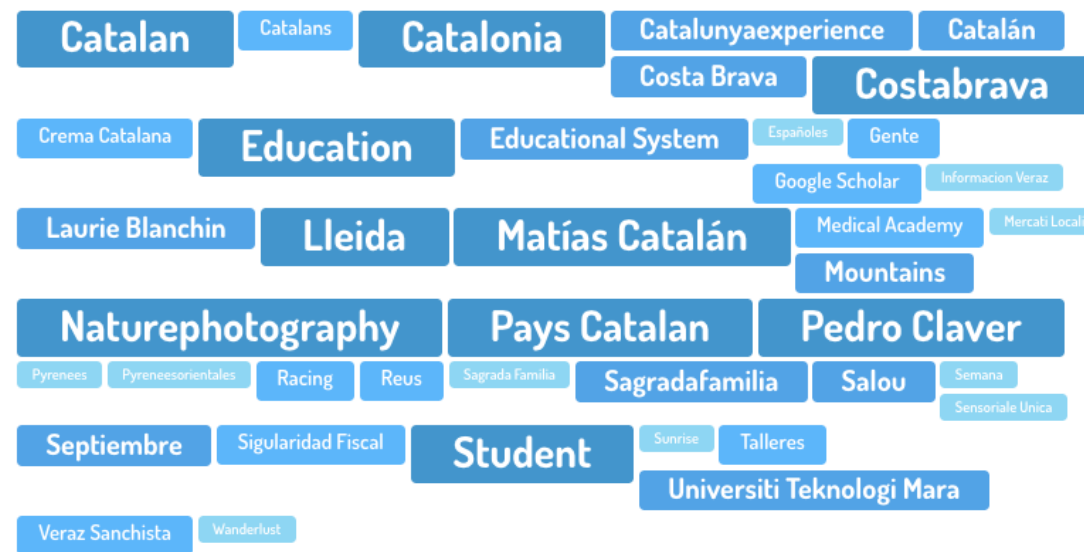 Catalan Catalans Catalonia Catalunyaexperience Catalán
Costa Brava Costabrava
Crema Catalana Education Educational System Españoles Gente
Google Scholar Informacion Veraz
Laurie Blanchin Lleida Matías Catalán Medical Academy Mercati Locali
Mountains
Naturephotography Pays Catalan Pedro Claver
Pyrenees Pyreneesorientales Racing Reus Sagrada Familia Sagradafamilia Salou Semana
Sensoriale Unica
Septiembre Sigularidad Fiscal Student Sunrise Talleres
Universiti Teknologi Mara
Veraz Sanchista Wanderlust